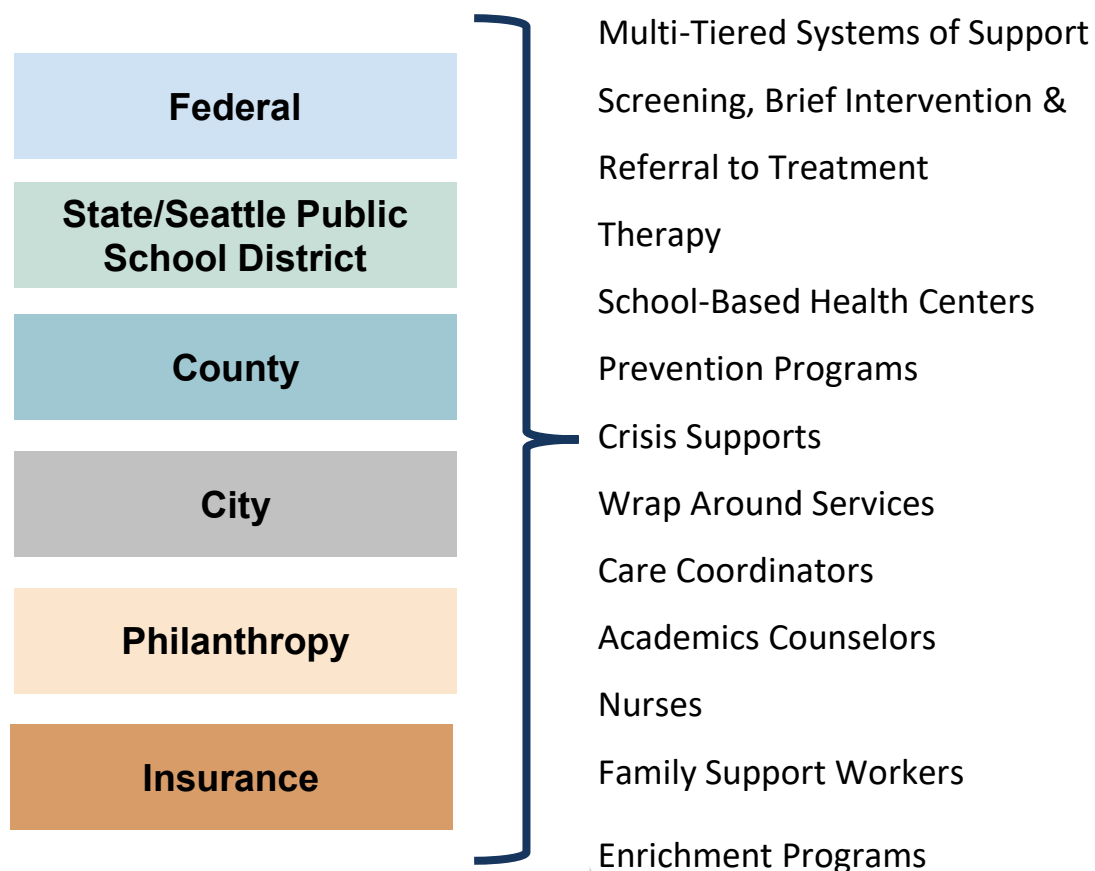 Federal
State/Seattle Public
School District
County
City
Philanthropy
Insurance
Multi-Tiered Systems of Support
Screening, Brief Intervention &
Referral to Treatment
Therapy
School-Based Health Centers
Prevention Programs
Crisis Supports
Wrap Around Services
Care Coordinators
Academics Counselors
Nurses
Family Support Workers
Enrichment Programs